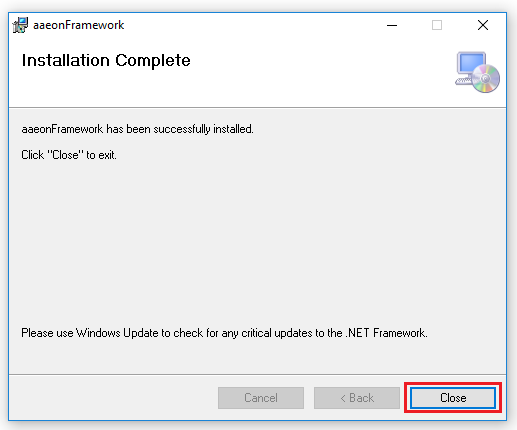 aaeonFramework
Installation Complete
aaeonFramework has been successfully installed.
Click "Close" to exit.
Please use Windows Update to check for any critical updates to the .NET Framework.
Cancel
< Back
Close